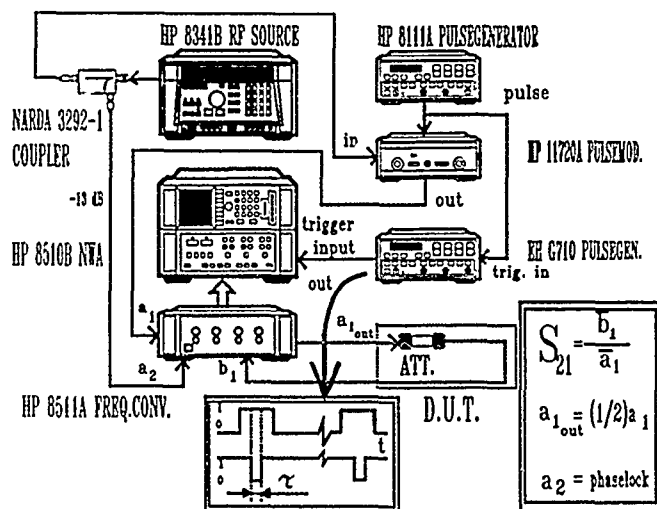 HP 8341B RF SOURCE
HP 8111A PULSEGENERATOR
pulse
NARDA 3292-1
COUPLER
in
HP 11720A PULSEMOD.
-13 dB
out
trigger
input
HP 8510B NWA
EH G710 PULSEGEN.
trig. in
out
a1
a1out
a2
b1
ATT.
HP 8511A FREQ.CONV.
D.U.T.
1
0
t
1
0
τ
S21 = b1 / a1
a1out = (1/2)a1
a2 = phaselock